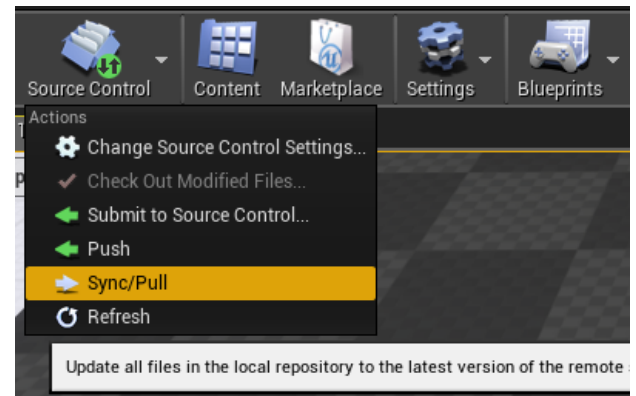 Source Control
Content
Marketplace
Settings
Blueprints
Actions
Change Source Control Settings...
Check Out Modified Files...
Submit to Source Control...
Push
Sync/Pull
Refresh
Update all files in the local repository to the latest version of the remote